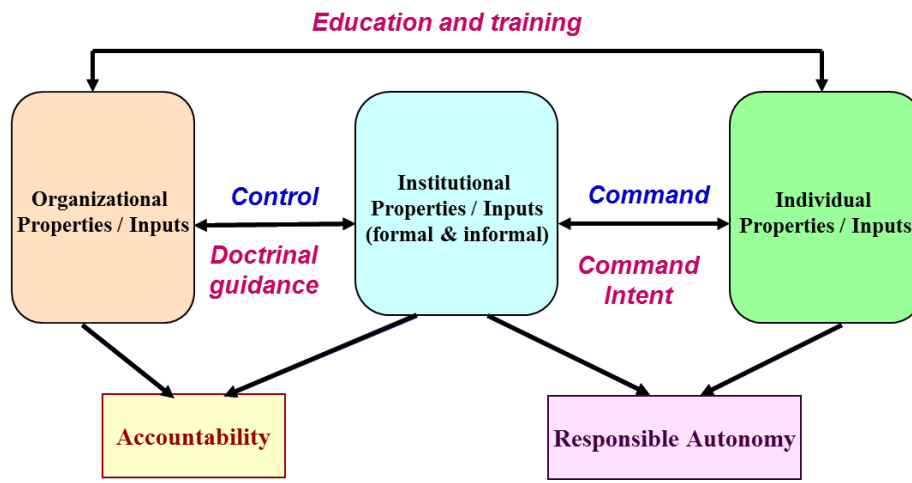 Education and training
Organizational
Properties / Inputs
Control
Doctrinal
guidance
Institutional
Properties / Inputs
(formal & informal)
Command
Command
Intent
Individual
Properties / Inputs
Accountability
Responsible Autonomy